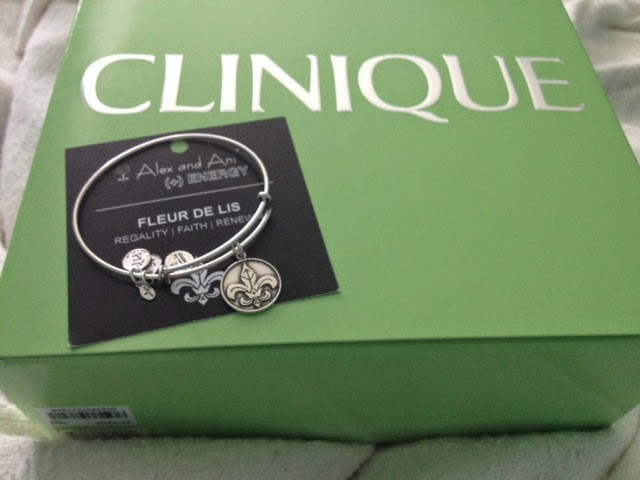 CLINIQUE
Alex and Ani
(+) ENERGY
FLEUR DE LIS
REGALITY | FAITH | RENEW